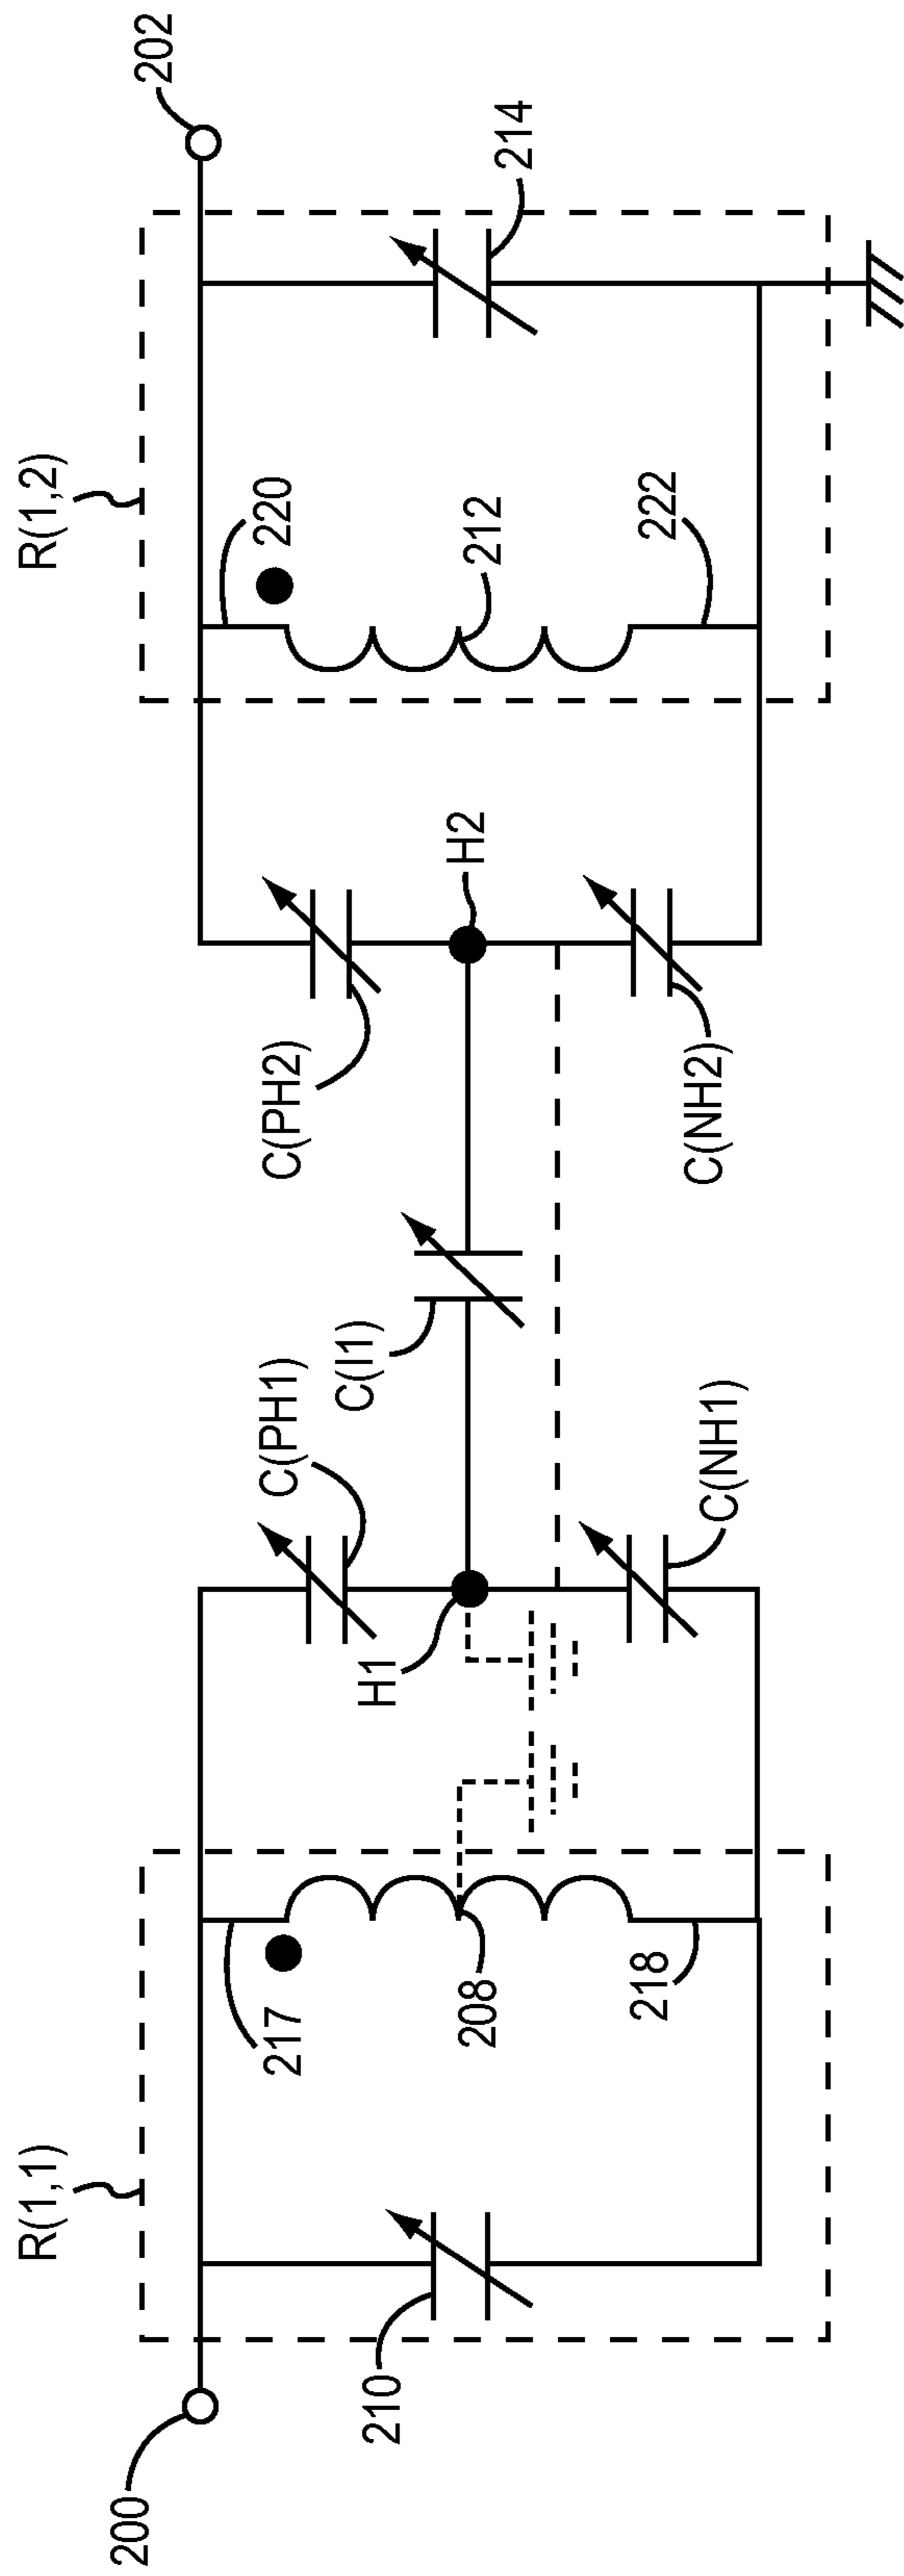 R(1,1)
R(1,2)
200
202
217
220
C(PH1)
C(PH2)
210
208
H1
C(I1)
H2
212
214
218
C(NH1)
C(NH2)
222